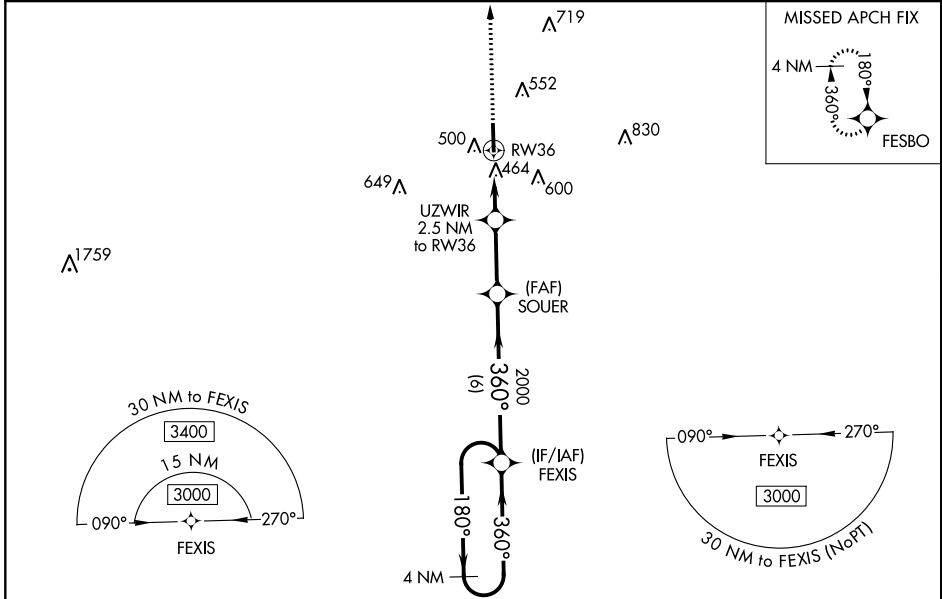 719
MISSED APCH FIX
4 NM
180°
360°
FESBO
552
830
500
RW36
464
600
649
UZWIR
2.5 NM
to RW36
1759
(FAF)
SOUER
2000
360°
(6)
30 NM to FEXIS
3400
15 NM
3000
090°
270°
FEXIS
(IF/IAF)
FEXIS
180°
360°
4 NM
090°
270°
FEXIS
3000
30 NM to FEXIS (NoPT)